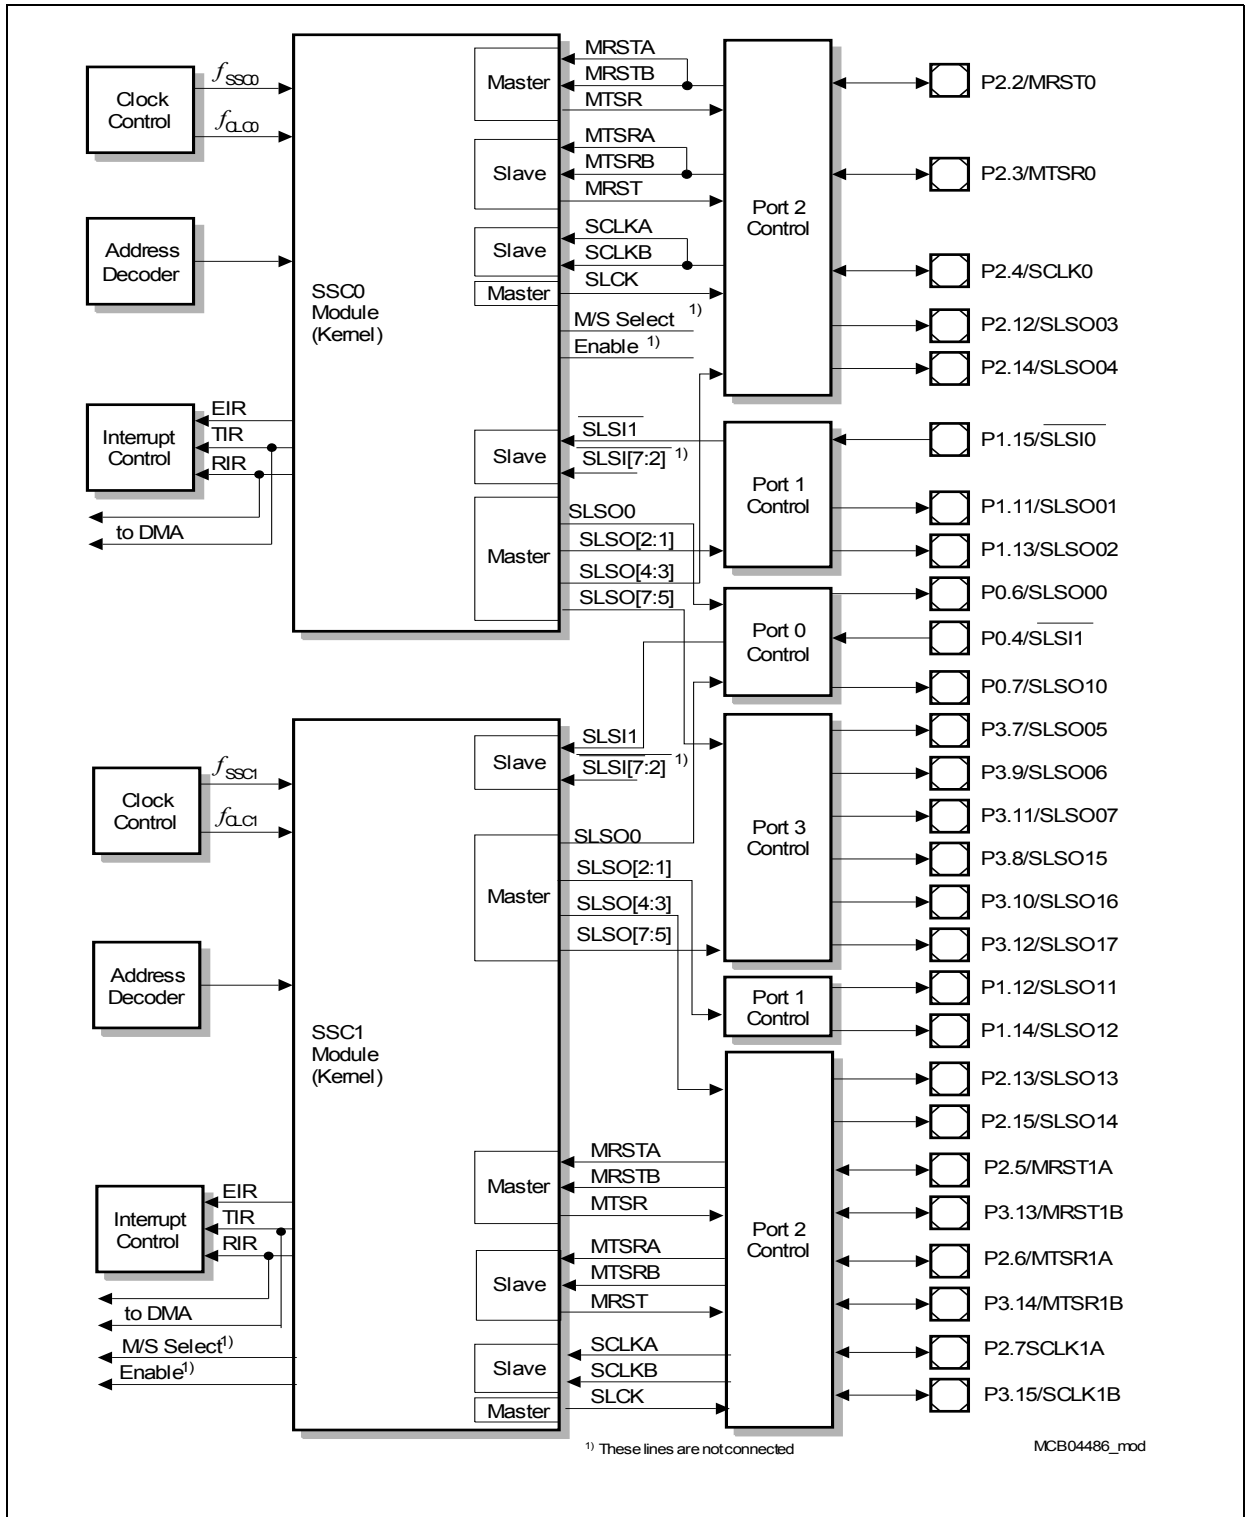 Clock
Control
fSSC0
fCLC0
Address
Decoder
Interrupt
Control
EIR
TIR
RIR
to DMA
SSC0
Module
(Kernel)
Master
Slave
Slave
Master
Slave
Master
MRSTA
MRSTB
MTSR
MTSRA
MTSRB
MRST
SCLKA
SCLKB
SLCK
M/S Select 1)
Enable 1)
SLSI1
SLSI[7:2] 1)
SLSO0
SLSO[2:1]
SLSO[4:3]
SLSO[7:5]
Port 2
Control
Port 1
Control
Port 0
Control
P2.2/MRST0
P2.3/MTSR0
P2.4/SCLK0
P2.12/SLSO03
P2.14/SLSO04
P1.15/SLSI0
P1.11/SLSO01
P1.13/SLSO02
P0.6/SLSO00
P0.4/SLSI1
P0.7/SLSO10
Clock
Control
fSSC1
fCLC1
Address
Decoder
Interrupt
Control
EIR
TIR
RIR
to DMA
M/S Select1)
Enable1)
SSC1
Module
(Kernel)
Slave
Master
Master
Slave
Slave
Master
SLSI1
SLSI[7:2] 1)
SLSO0
SLSO[2:1]
SLSO[4:3]
SLSO[7:5]
MRSTA
MRSTB
MTSR
MTSRA
MTSRB
MRST
SCLKA
SCLKB
SLCK
Port 3
Control
Port 1
Control
Port 2
Control
P3.7/SLSO05
P3.9/SLSO06
P3.11/SLSO07
P3.8/SLSO15
P3.10/SLSO16
P3.12/SLSO17
P1.12/SLSO11
P1.14/SLSO12
P2.13/SLSO13
P2.15/SLSO14
P2.5/MRST1A
P3.13/MRST1B
P2.6/MTSR1A
P3.14/MTSR1B
P2.7SCLK1A
P3.15/SCLK1B
1) These lines are not connected
MCB04486_mod